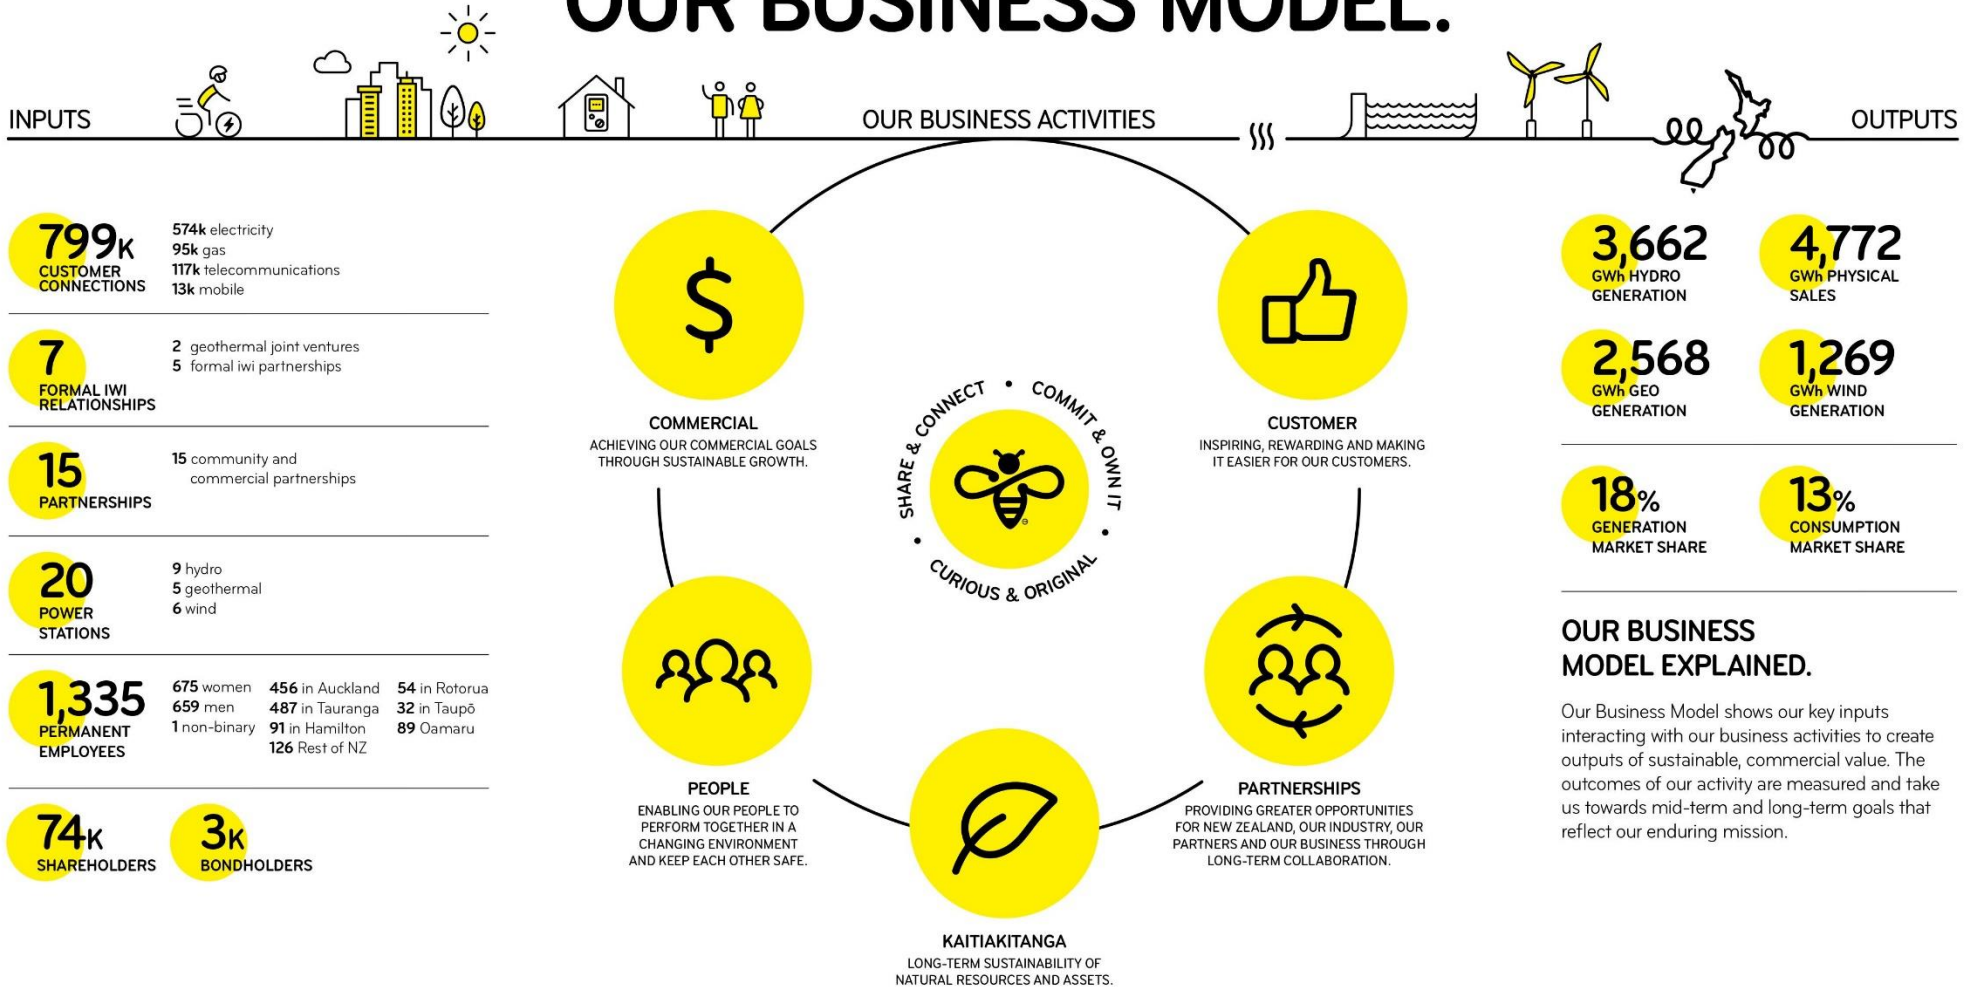 OUR BUSINESS MODEL.
INPUTS
OUR BUSINESS ACTIVITIES
OUTPUTS
799K
CUSTOMER
CONNECTIONS
574k electricity
95k gas
117k telecommunications
13k mobile
7
FORMAL IWI
RELATIONSHIPS
2 geothermal joint ventures
5 formal iwi partnerships
15
PARTNERSHIPS
15 community and
commercial partnerships
20
POWER
STATIONS
9 hydro
5 geothermal
6 wind
1,335
PERMANENT
EMPLOYEES
675 women
659 men
1 non-binary
456 in Auckland
487 in Tauranga
91 in Hamilton
126 Rest of NZ
54 in Rotorua
32 in Taupō
89 Oamaru
74K
SHAREHOLDERS
3K
BONDHOLDERS
$
COMMERCIAL
ACHIEVING OUR COMMERCIAL GOALS
THROUGH SUSTAINABLE GROWTH.
CUSTOMER
INSPIRING, REWARDING AND MAKING
IT EASIER FOR OUR CUSTOMERS.
SHARE & CONNECT • COMMIT & OWN IT • CURIOUS & ORIGINAL •
PEOPLE
ENABLING OUR PEOPLE TO
PERFORM TOGETHER IN A
CHANGING ENVIRONMENT
AND KEEP EACH OTHER SAFE.
PARTNERSHIPS
PROVIDING GREATER OPPORTUNITIES
FOR NEW ZEALAND, OUR INDUSTRY, OUR
PARTNERS AND OUR BUSINESS THROUGH
LONG-TERM COLLABORATION.
KAITIAKITANGA
LONG-TERM SUSTAINABILITY OF
NATURAL RESOURCES AND ASSETS.
3,662
GWh HYDRO
GENERATION
4,772
GWh PHYSICAL
SALES
2,568
GWh GEO
GENERATION
1,269
GWh WIND
GENERATION
18%
GENERATION
MARKET SHARE
13%
CONSUMPTION
MARKET SHARE
OUR BUSINESS
MODEL EXPLAINED.
Our Business Model shows our key inputs
interacting with our business activities to create
outputs of sustainable, commercial value. The
outcomes of our activity are measured and take
us towards mid-term and long-term goals that
reflect our enduring mission.